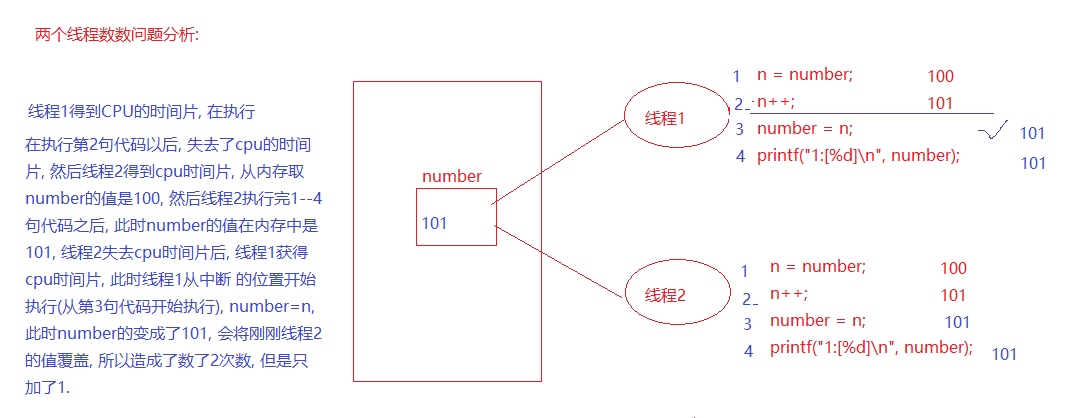 两个线程数数问题分析:
线程1得到CPU的时间片, 在执行
在执行第2句代码以后, 失去了cpu的时间
片, 然后线程2得到cpu时间片, 从内存取
number的值是100, 然后线程2执行完1--4
句代码之后, 此时number的值在内存中是
101, 线程2失去cpu时间片后, 线程1获得
cpu时间片, 此时线程1从中断 的位置开始
执行(从第3句代码开始执行), number=n,
此时number的变成了101, 会将刚刚线程2
的值覆盖, 所以造成了数了2次数, 但是只
加了1.
number
101
线程1
1 n = number; 100
2 n++; 101
3 number = n; 101
4 printf("1:[%d]\n", number); 101
线程2
1 n = number; 100
2 n++; 101
3 number = n; 101
4 printf("1:[%d]\n", number); 101